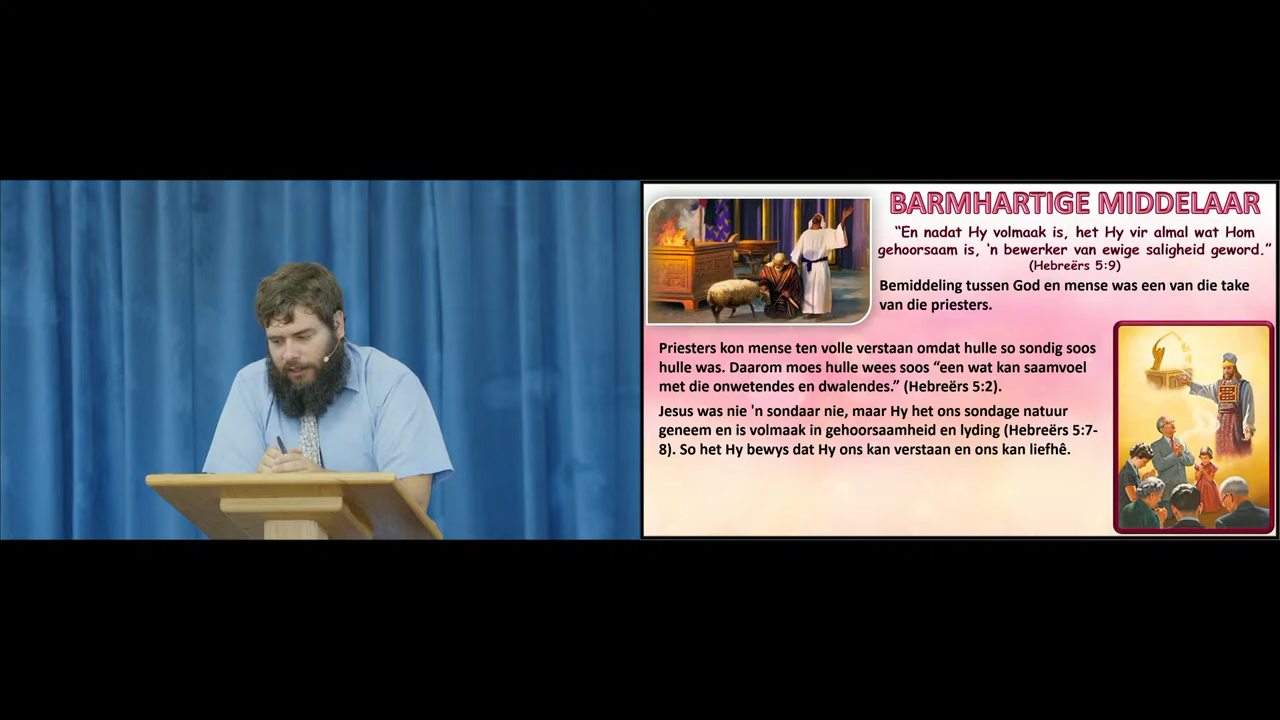 BARMHARTIGE MIDDELAAR
“En nadat Hy volmaak is, het Hy vir almal wat Hom
gehoorsaam is, ‘n bewerker van ewige saligheid geword.”
(Hebreërs 5:9)
Bemiddeling tussen God en mense was een van die take
van die priesters.
Priesters kon mense ten volle verstaan omdat hulle so sondig soos
hulle was. Daarom moes hulle wees soos “een wat kan saamvoel
met die onwetendes en dwalendes.” (Hebreërs 5:2).
Jesus was nie 'n sondaar nie, maar Hy het ons sondage natuur
geneem en is volmaak in gehoorsaamheid en lyding (Hebreërs 5:7-
8). So het Hy bewys dat Hy ons kan verstaan en ons kan liefhê.